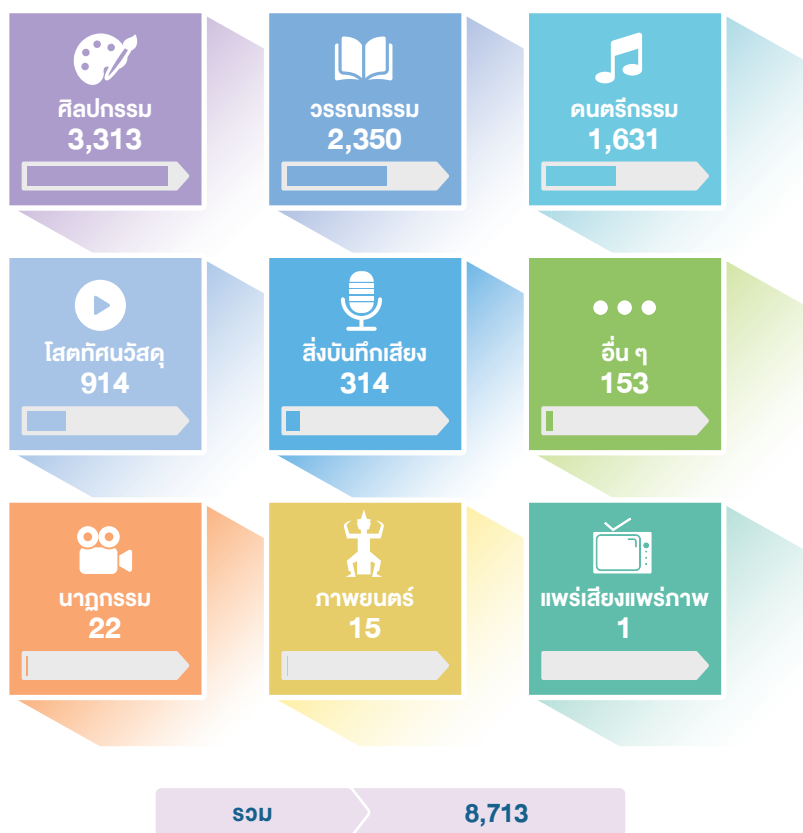 ศิลปกรรม
3,313
วรรณกรรม
2,350
ดนตรีกรรม
1,631
โสตทัศนวัสดุ
914
สิ่งบันทึกเสียง
314
อื่น ๆ
153
นาฏกรรม
22
ภาพยนตร์
15
แพร่เสียงแพร่ภาพ
1
รวม 8,713